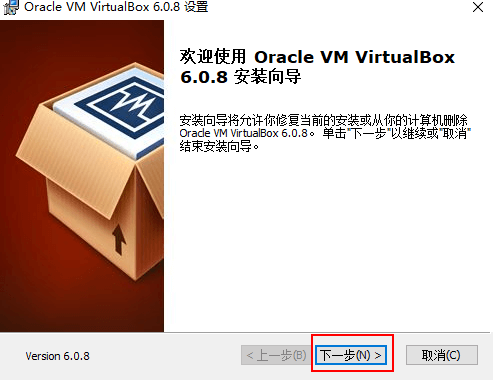 Oracle VM VirtualBox 6.0.8 设置
欢迎使用 Oracle VM VirtualBox
6.0.8 安装向导
安装向导将允许你修复当前的安装或从你的计算机删除
Oracle VM VirtualBox 6.0.8。 单击"下一步"以继续或"取消"
结束安装向导。
Version 6.0.8
< 上一步(B)
下一步(N) >
取消(C)